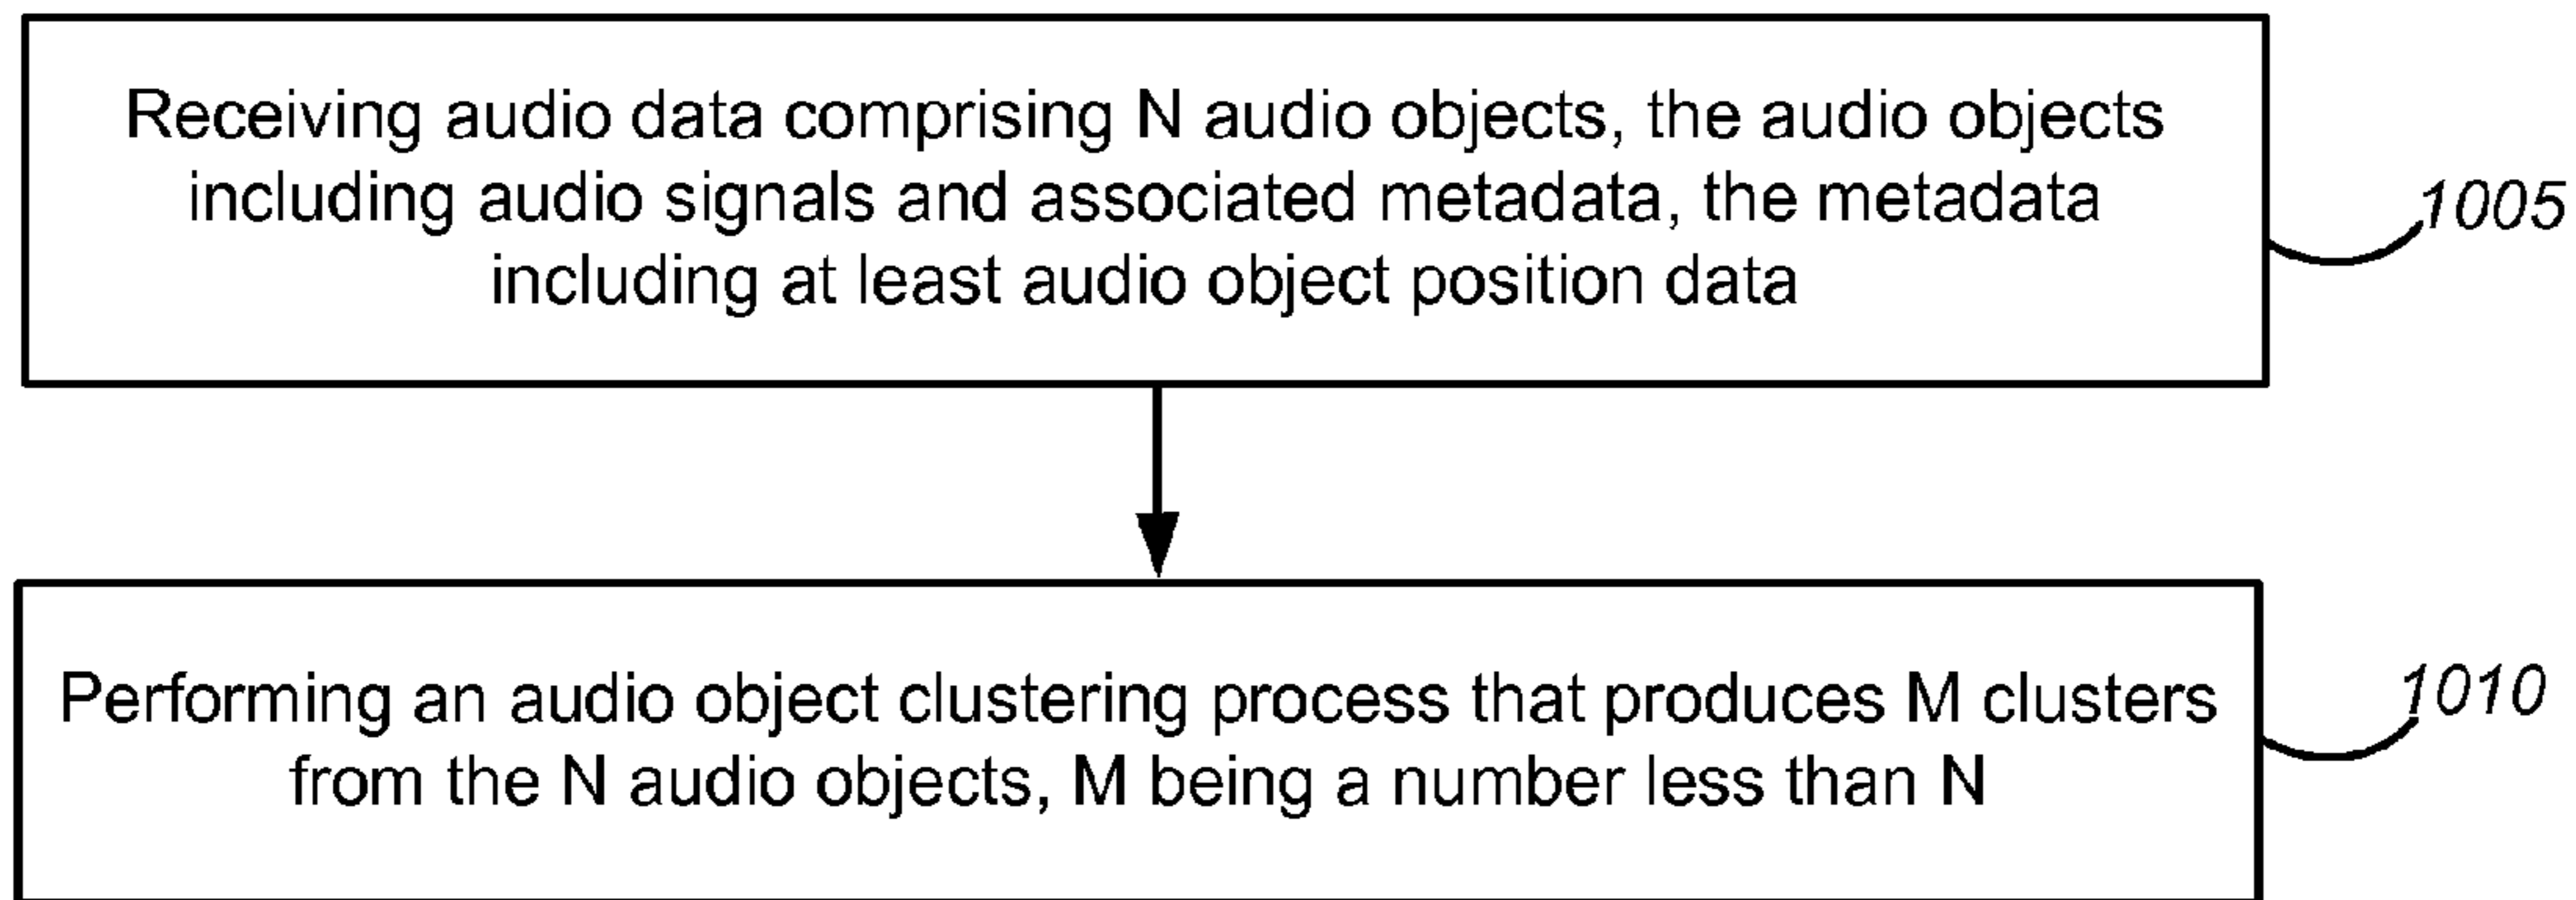 Receiving audio data comprising N audio objects, the audio objects
including audio signals and associated metadata, the metadata
including at least audio object position data
1005
Performing an audio object clustering process that produces M clusters
from the N audio objects, M being a number less than N
1010